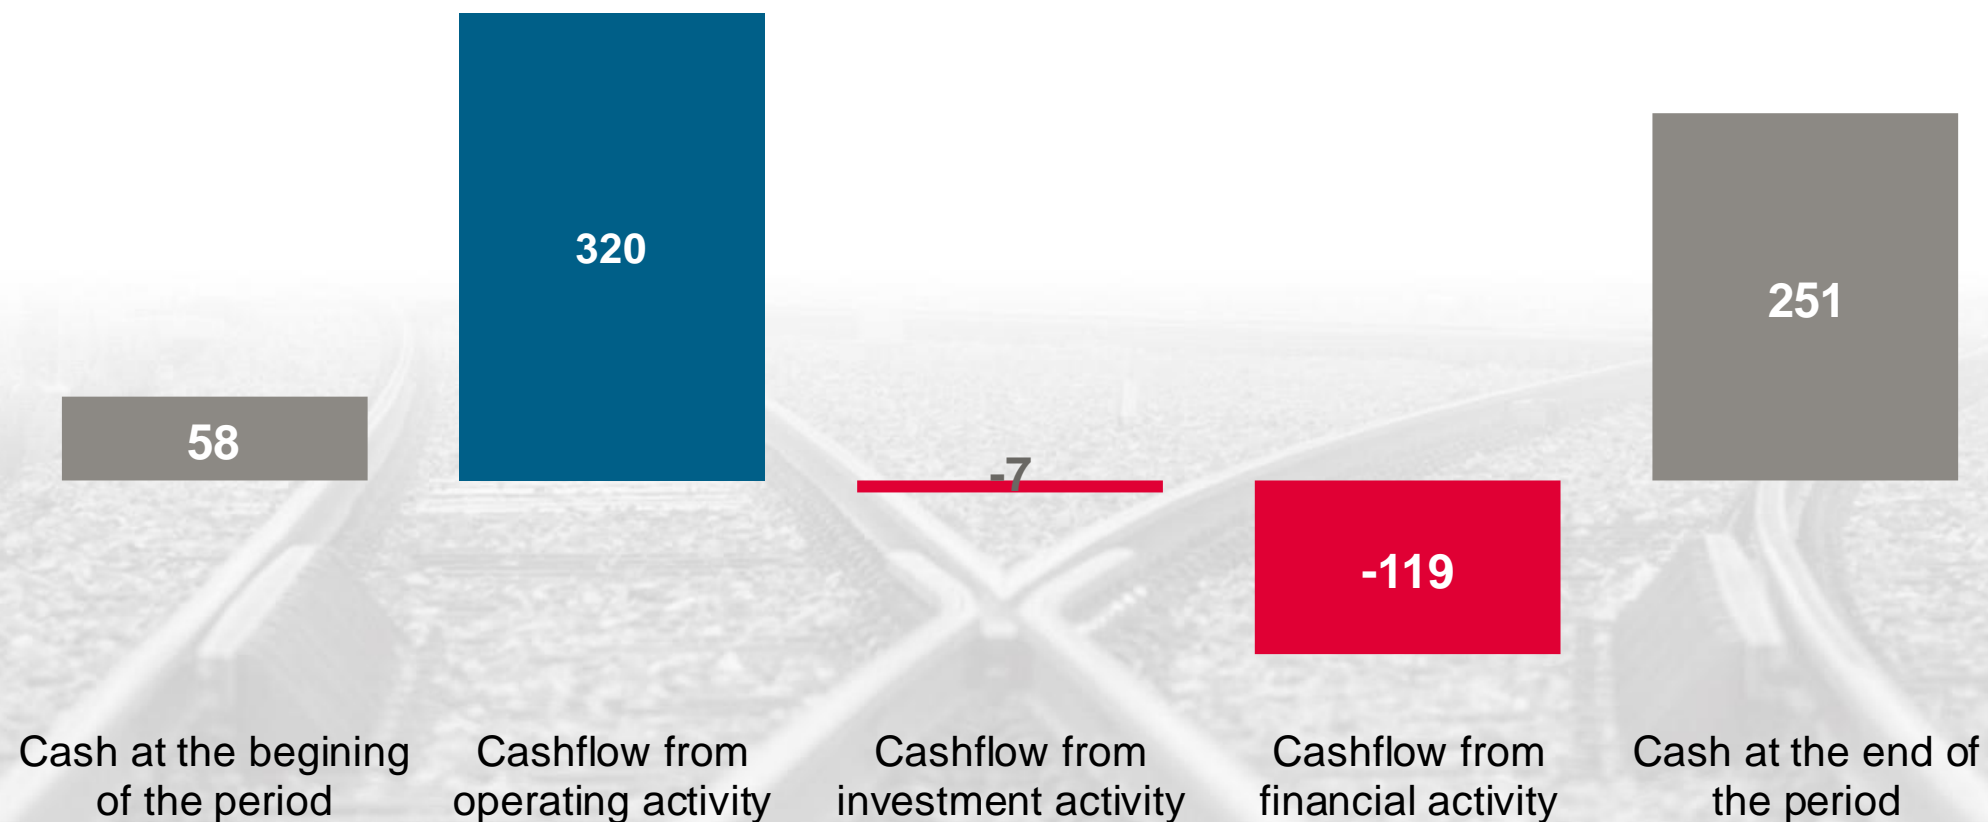 320
251
58
-7
-119
Cash at the begining
of the period
Cashflow from
operating activity
Cashflow from
investment activity
Cashflow from
financial activity
Cash at the end of
the period